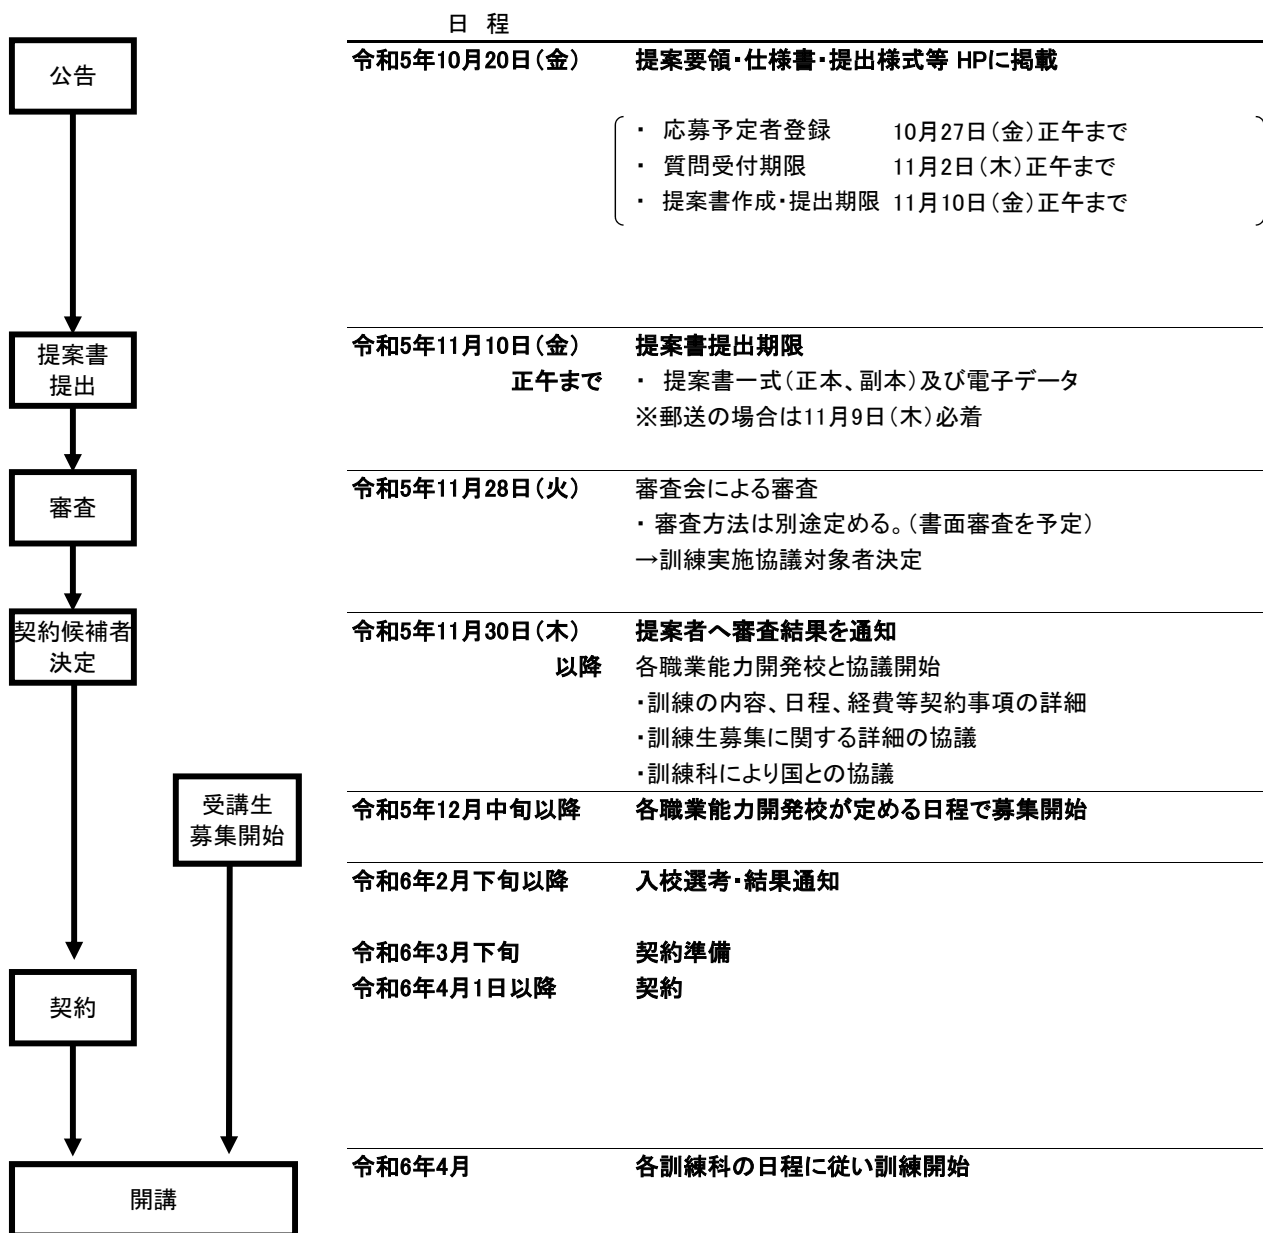 日 程
公告
令和5年10月20日（金） 提案要領・仕様書・提出様式等 HPに掲載
・ 応募予定者登録 10月27日（金）正午まで
・ 質問受付期限 11月2日（木）正午まで
・ 提案書作成・提出期限 11月10日（金）正午まで
提案書
提出
令和5年11月10日（金） 提案書提出期限
正午まで ・ 提案書一式（正本、副本）及び電子データ
※郵送の場合は11月9日（木）必着
審査
令和5年11月28日（火） 審査会による審査
・ 審査方法は別途定める。（書面審査を予定）
→訓練実施協議対象者決定
契約候補者
決定
令和5年11月30日（木） 提案者へ審査結果を通知
以降 各職業能力開発校と協議開始
・訓練の内容、日程、経費等契約事項の詳細
・訓練生募集に関する詳細の協議
・訓練科により国との協議
受講生
募集開始
令和5年12月中旬以降 各職業能力開発校が定める日程で募集開始
令和6年2月下旬以降 入校選考・結果通知
令和6年3月下旬 契約準備
令和6年4月1日以降 契約
契約
令和6年4月 各訓練科の日程に従い訓練開始
開講